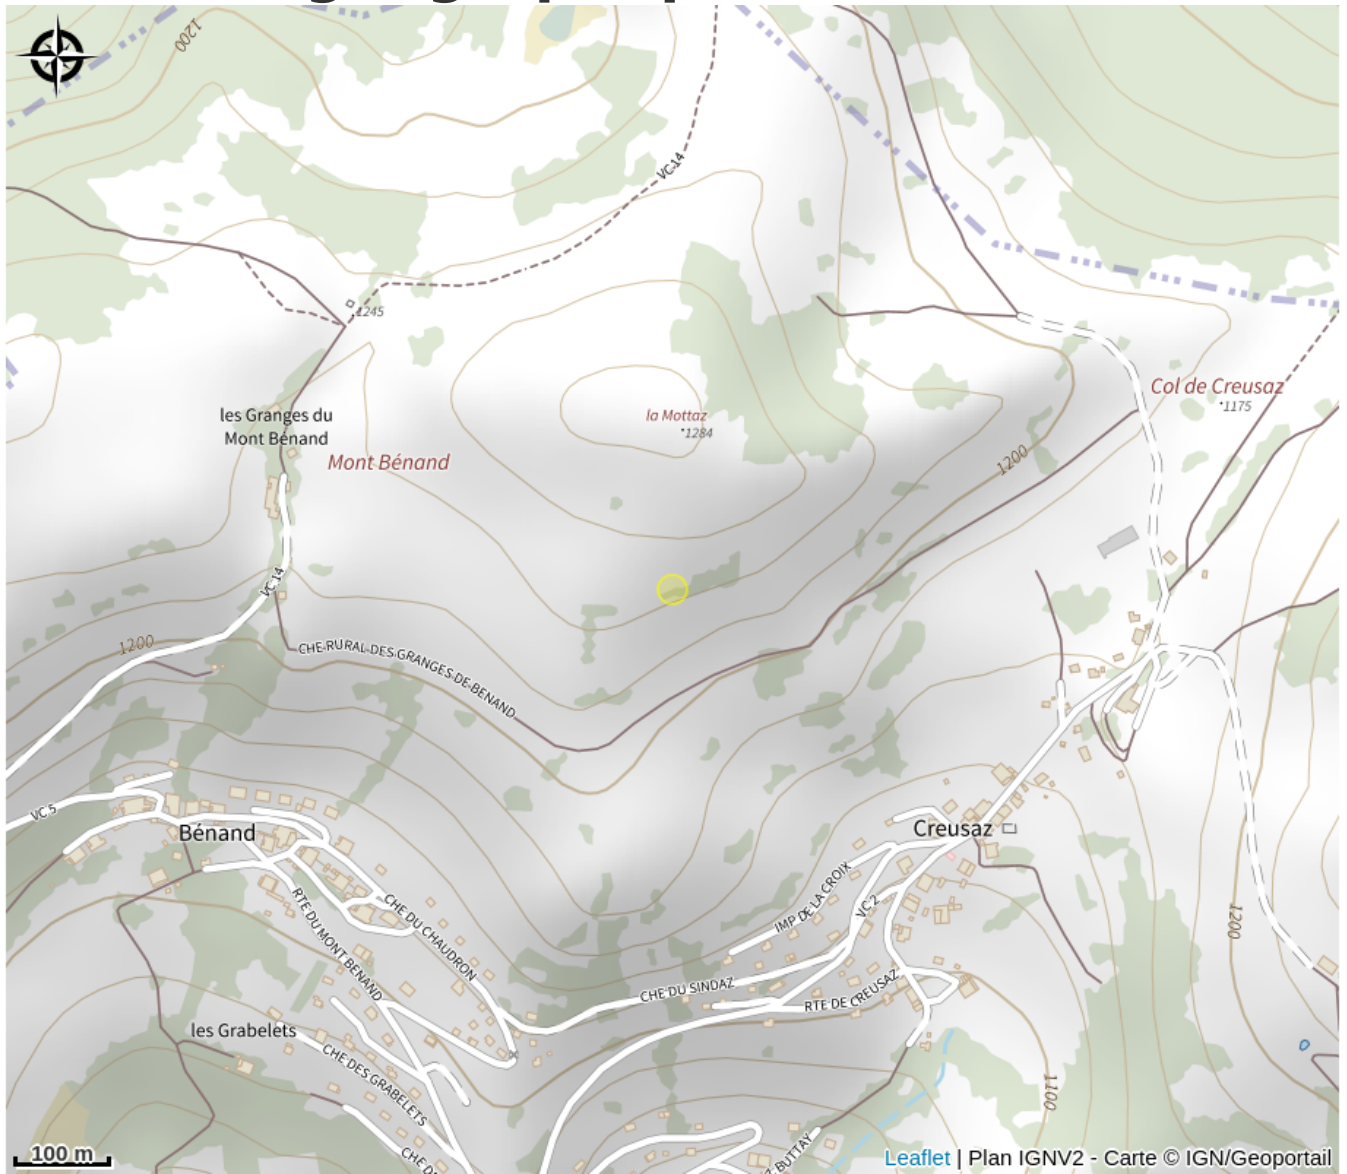 1200
VC 14
1245
les Granges du
Mont Bénand
Mont Bénand
la Mottaz
1284
Col de Creusaz
1175
1200
VC 14
1200
CHE RURAL DES GRANGES DE BENAND
VC 5
Bénand
Creusaz
IMP DE LA CROIX
VC 2
CHE DU CHAUDRON
RTE DU MONT BENAND
1200
CHE DU SINDAZ
RTE DE CREUSAZ
les Grabelets
CHE DES GRABELETS
1100
100 m
Leaflet | Plan IGNV2 - Carte © IGN/Geoportail